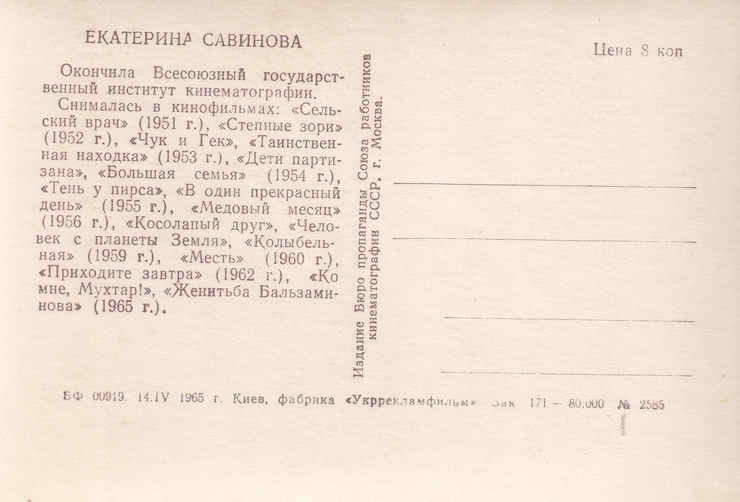 ЕКАТЕРИНА САВИНОВА
Окончила Всесоюзный государст-
венный институт кинематографии.
Снималась в кинофильмах: «Сель-
ский врач» (1951 г.), «Степные зори»
(1952 г.), «Чук и Гек», «Таинствен-
ная находка» (1953 г.), «Дети парти-
зана», «Большая семья» (1954 г.),
«Тень у пирса», «В один прекрасный
день» (1955 г.), «Медовый месяц»
(1956 г.), «Косолапый друг», «Чело-
век с планеты Земля», «Колыбель-
ная» (1959 г.), «Месть» (1960 г.),
«Приходите завтра» (1962 г.), «Ко
мне, Мухтар!», «Женитьба Бальзами-
нова» (1965 г.).
Издание Бюро пропаганды Союза работников
кинематографии СССР. г. Москва.
Цена 8 коп
БФ 00919. 14.IV 1965 г. Киев, фабрика «Укррекламфильм» Зак 171 — 80.000 № 2585